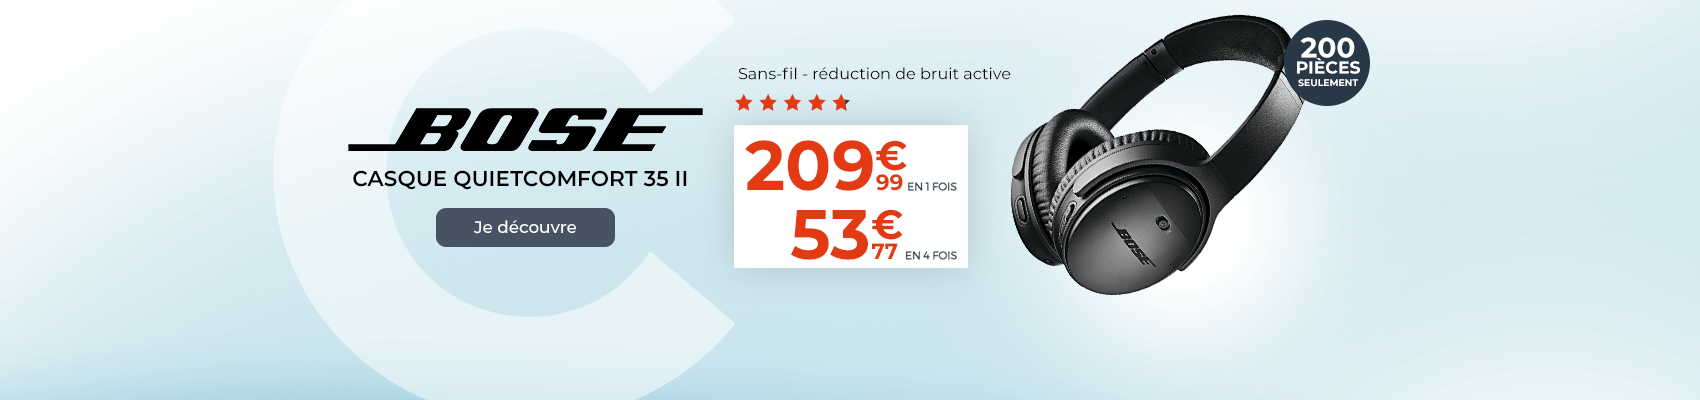 BOSE
CASQUE QUIETCOMFORT 35 II
Je découvre
Sans-fil - réduction de bruit active
209€99 EN 1 FOIS
53€77 EN 4 FOIS
200
PIÈCES
SEULEMENT
BOSE